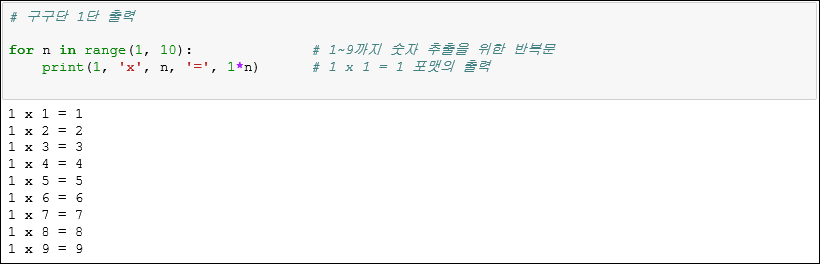 # 구구단 1단 출력
for n in range(1, 10):               # 1~9까지 숫자 추출을 위한 반복문
    print(1, 'x', n, '=', 1*n)       # 1 x 1 = 1 포맷의 출력
1 x 1 = 1
1 x 2 = 2
1 x 3 = 3
1 x 4 = 4
1 x 5 = 5
1 x 6 = 6
1 x 7 = 7
1 x 8 = 8
1 x 9 = 9